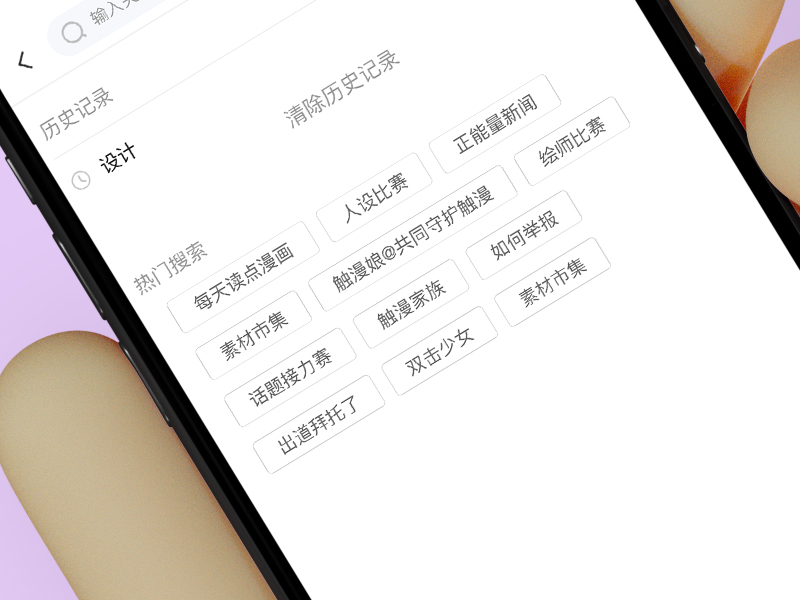 输入
历史记录
设计
清除历史记录
热门搜索
每天读点漫画 人设比赛 正能量新闻
素材市集 触漫娘@共同守护触漫 绘师比赛
话题接力赛 触漫家族 如何举报
出道拜托了 双击少女 素材市集